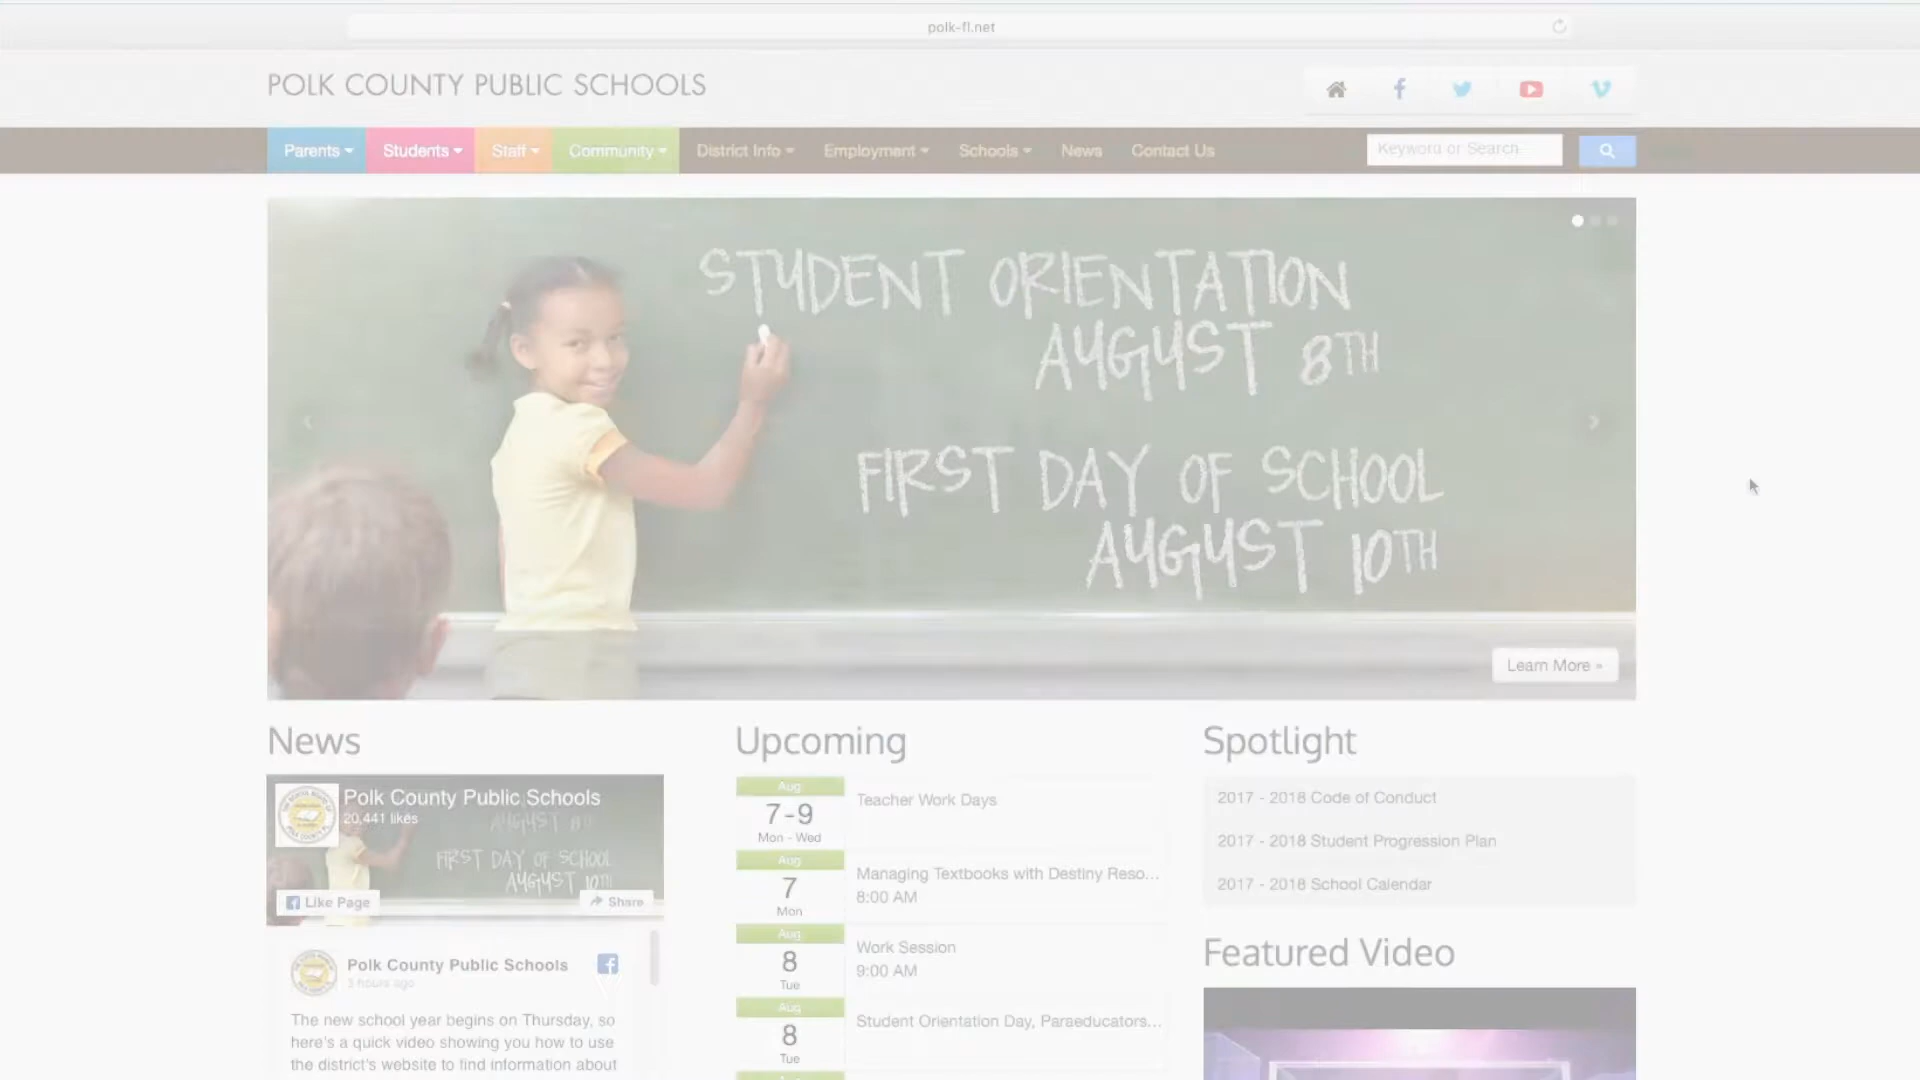 polk-fl.net
POLK COUNTY PUBLIC SCHOOLS
Parents Students Staff Community District Info Employment Schools News Contact Us Keyword or Search
STUDENT ORIENTATION
AUGUST 8TH
FIRST DAY OF SCHOOL
AUGUST 10TH
Learn More »
News
Polk County Public Schools
20,441 likes
AUGUST 8TH
FIRST DAY OF SCHOOL
AUGUST 10TH
Like Page
Share
Polk County Public Schools
3 hours ago
The new school year begins on Thursday, so
here's a quick video showing you how to use
the district's website to find information about
Upcoming
Aug
7-9
Mon - Wed
Teacher Work Days
Aug
7
Mon
Managing Textbooks with Destiny Reso...
8:00 AM
Aug
8
Tue
Work Session
9:00 AM
Aug
8
Tue
Student Orientation Day, Paraeducators...
Spotlight
2017 - 2018 Code of Conduct
2017 - 2018 Student Progression Plan
2017 - 2018 School Calendar
Featured Video